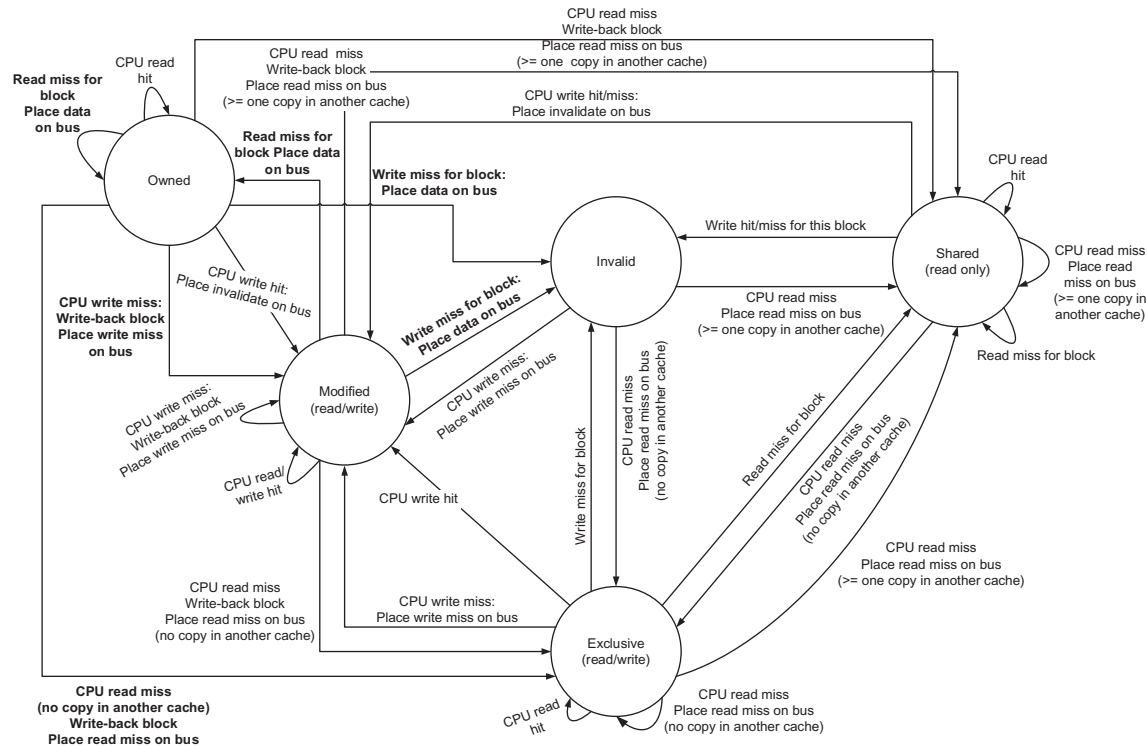 CPU read miss
Write-back block
Place read miss on bus
(>= one copy in another cache)
CPU read miss
Write-back block
Place read miss on bus
(>= one copy in another cache)
CPU read
hit
Read miss for
block
Place data
on bus
CPU write hit/miss:
Place invalidate on bus
Read miss for
block Place data
on bus
Owned
Write miss for block:
Place data on bus
CPU read
hit
Write hit/miss for this block
Invalid
Shared
(read only)
CPU read miss
Place read
miss on bus
(>= one copy in
another cache)
CPU write hit:
Place invalidate on bus
CPU write miss:
Write-back block
Place write miss
on bus
Write miss for block:
Place data on bus
CPU read miss
Place read miss on bus
(>= one copy in another cache)
Read miss for block
Modified
(read/write)
CPU write miss:
Place write miss on bus
CPU write miss:
Write-back block
Place write miss on bus
CPU read miss
Place read miss on bus
(no copy in another cache)
Read miss for block
CPU read miss
Place read miss on bus
(no copy in another cache)
CPU read/
write hit
CPU write hit
Write miss for block
CPU read miss
Place read miss on bus
(>= one copy in another cache)
CPU read miss
Write-back block
Place read miss on bus
(no copy in another cache)
CPU write miss:
Place write miss on bus
Exclusive
(read/write)
CPU read miss
(no copy in another cache)
Write-back block
Place read miss on bus
CPU read
hit
CPU read miss
Place read miss on bus
(no copy in another cache)